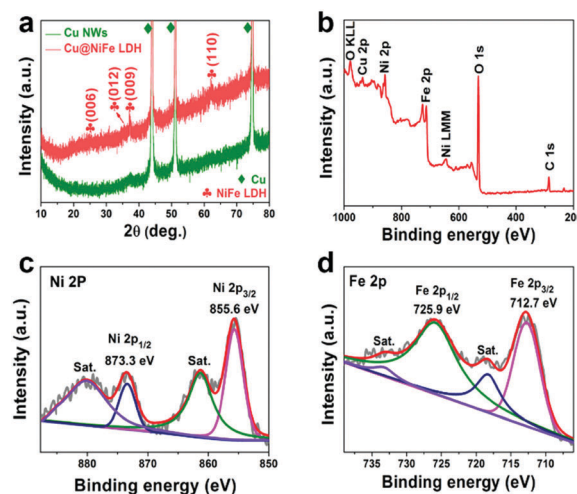 a
Cu NWs
Cu@NiFe LDH
♣(006)
♣(012)
♣(009)
♣(110)
◆ Cu
♣ NiFe LDH
Intensity (a.u.)
10 20 30 40 50 60 70 80
2θ (deg.)
b
O KLL
Cu 2p
Ni 2p
Fe 2p
Ni LMM
O 1s
C 1s
Intensity (a.u.)
1000 800 600 400 200
Binding energy (eV)
c
Ni 2P
Ni 2p3/2
855.6 eV
Ni 2p1/2
873.3 eV
Sat.
Sat.
Intensity (a.u.)
880 870 860 850
Binding energy (eV)
d
Fe 2p
Fe 2p1/2
725.9 eV
Fe 2p3/2
712.7 eV
Sat.
Sat.
Intensity (a.u.)
735 730 725 720 715 710
Binding energy (eV)